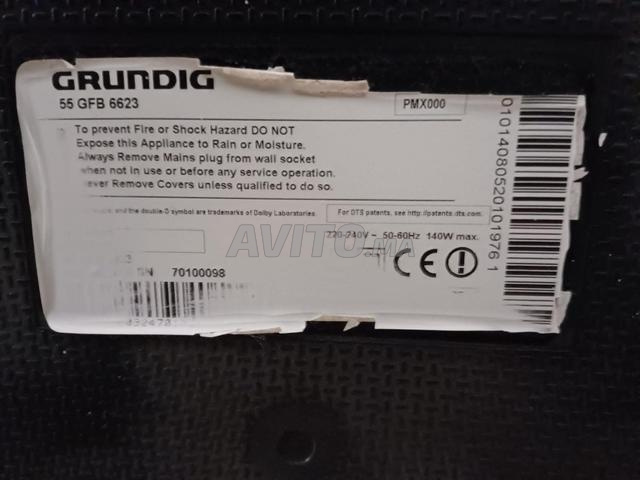 GRUNDIG
55 GFB 6623
PMX000
To prevent Fire or Shock Hazard DO NOT
Expose this Appliance to Rain or Moisture.
Always Remove Mains plug from wall socket
when not in use or before any service operation.
ever Remove Covers unless qualified to do so.
and the double-D symbol are trademarks of Dolby Laboratories.
For DTS patents, see http://patents.dts.com.
220-240V ~ 50-60Hz 140W max.
CE
SN 70100098
AVITO.MA